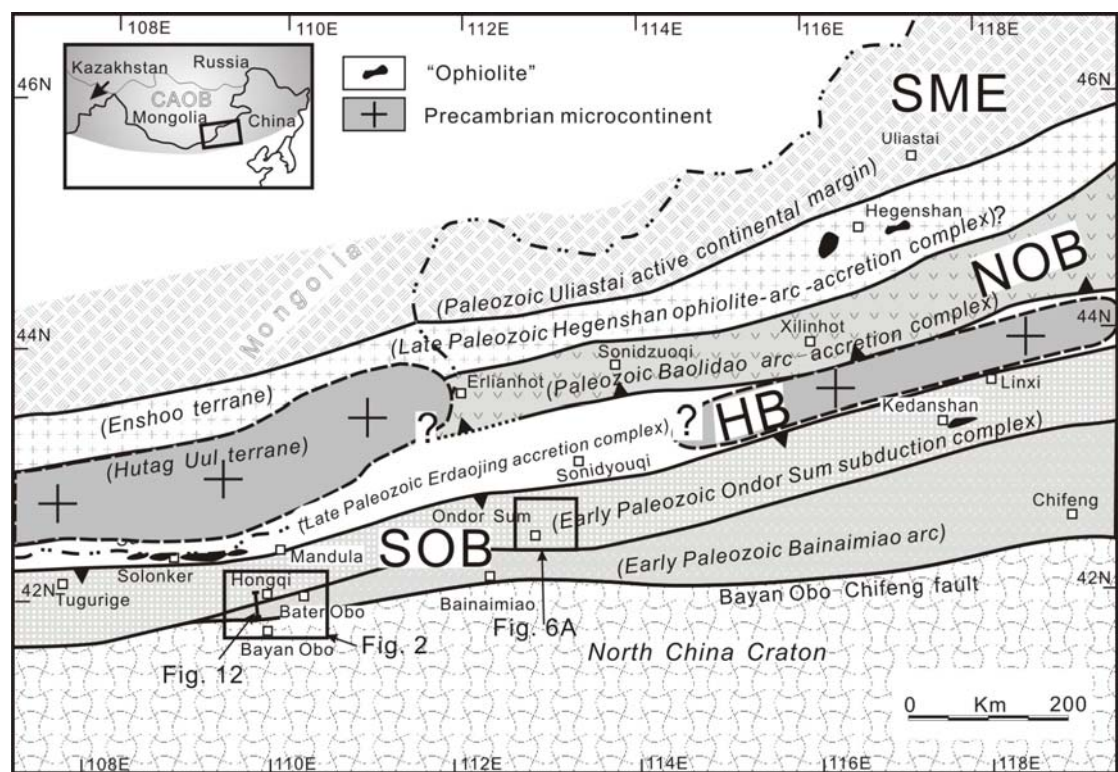 108E
110E
112E
114E
116E
118E
46N
46N
Kazakhstan
Russia
CAOB
Mongolia
China
"Ophiolite"
Precambrian microcontinent
SME
Uliastai
(Paleozoic Uliastai active continental margin)
Hegenshan
(Late Paleozoic Hegenshan ophiolite-arc-accretion complex)?
NOB
Mongolia
44N
44N
Xilinhot
Sonidzuoqi
(Paleozoic Baolidao arc-accretion complex)
Erlianhot
(Enshoo terrane)
(Hutag Uul terrane)
?
?
HB
Linxi
Kedanshan
(Late Paleozoic Erdaojing accretion complex)
Sonidyouqi
(Early Paleozoic Ondor Sum subduction complex)
Ondor Sum
Chifeng
SOB
Mandula
Solonker
(Early Paleozoic Bainaimiao arc)
42N
42N
Tugurige
Hongqi
Bater Obo
Bainaimiao
Bayan Obo-Chifeng fault
Bayan Obo
Fig. 2
Fig. 6A
Fig. 12
North China Craton
0 Km 200
108E
110E
112E
114E
116E
118E